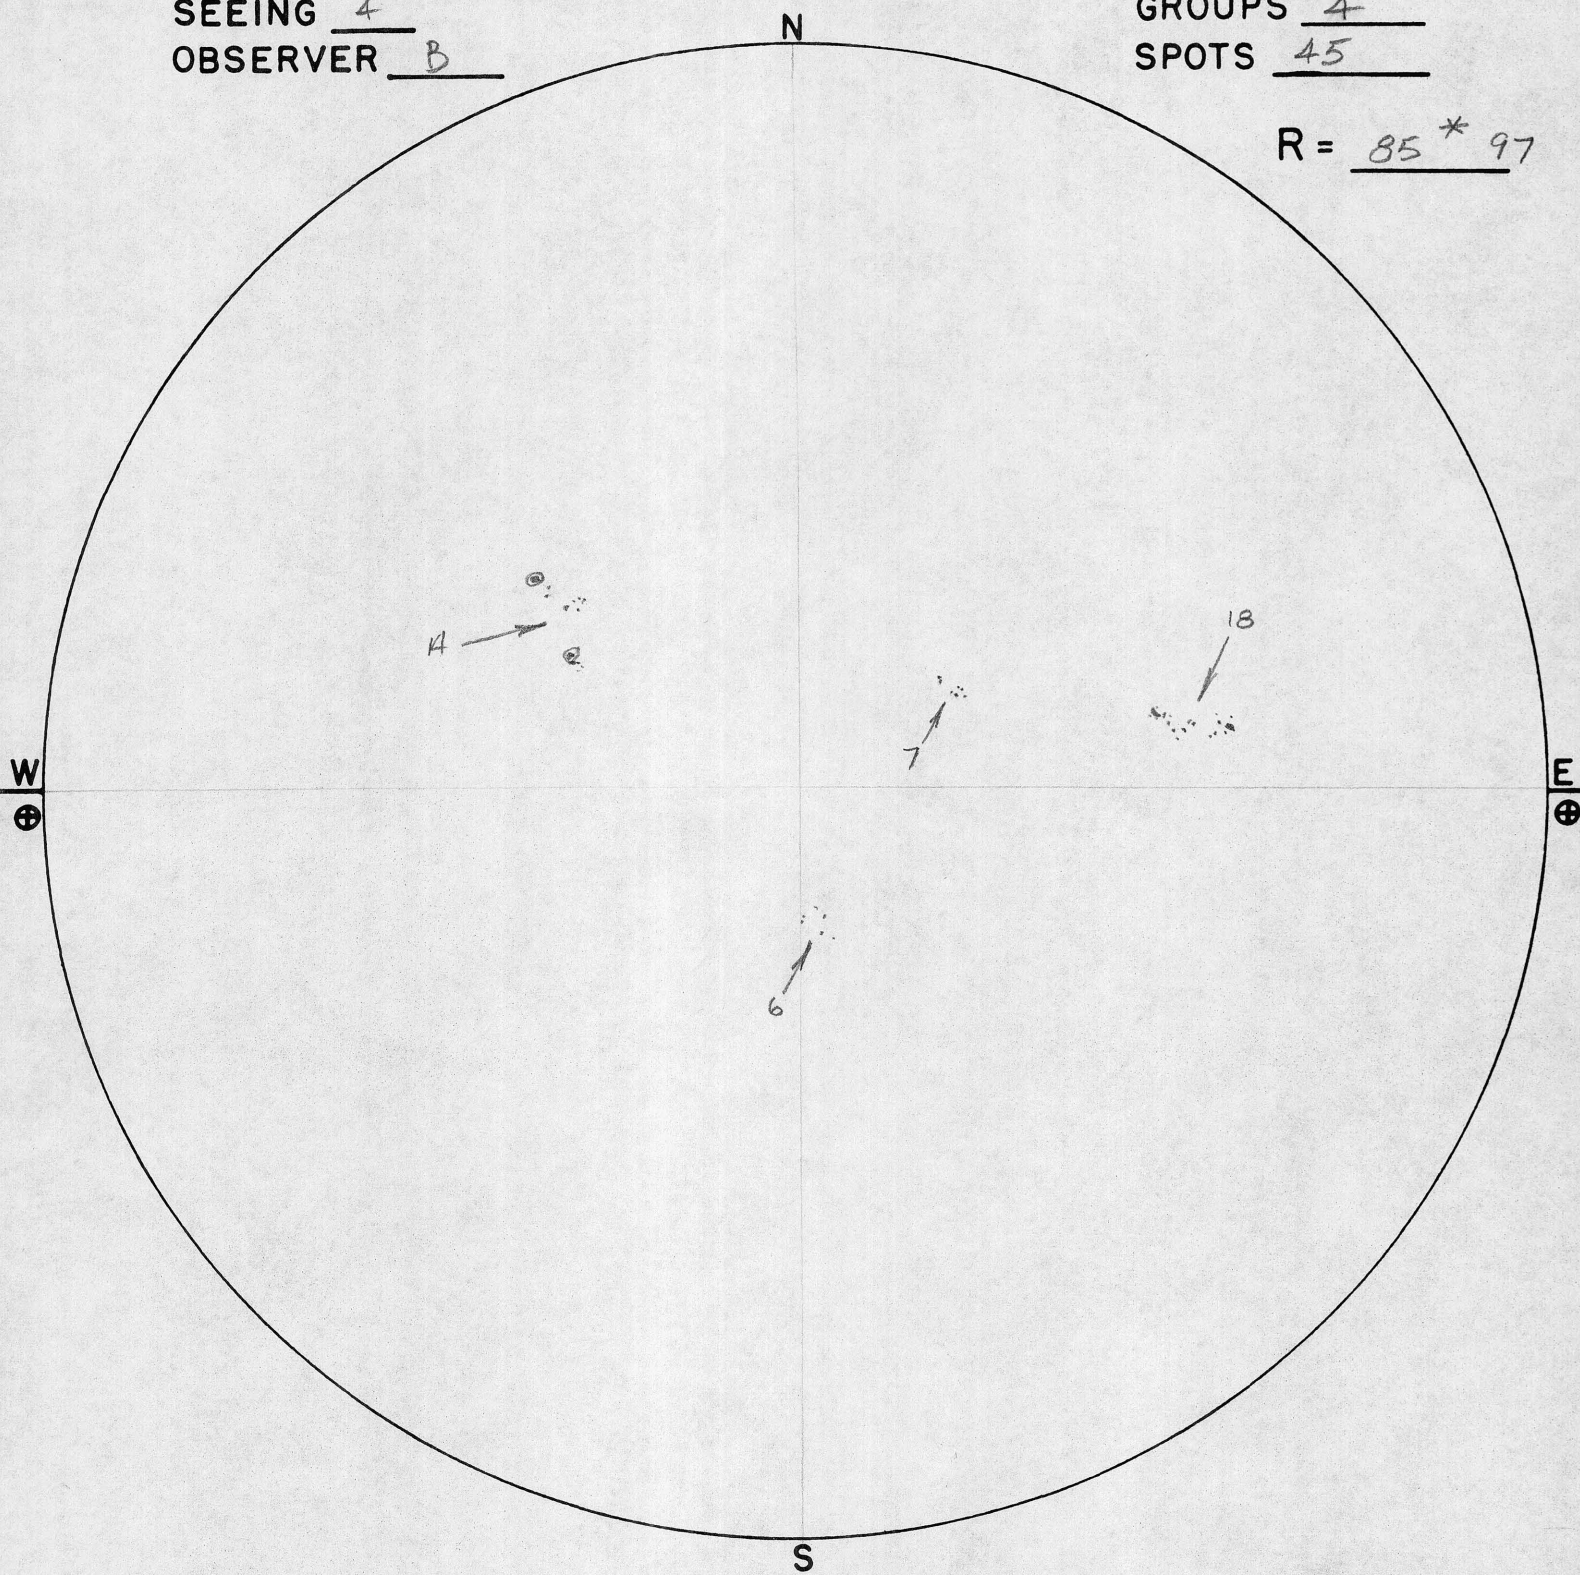 SEEING 4
GROUPS 4
OBSERVER B
SPOTS 45
N
R = 85 * 97
18
14
7
W
E
6
S